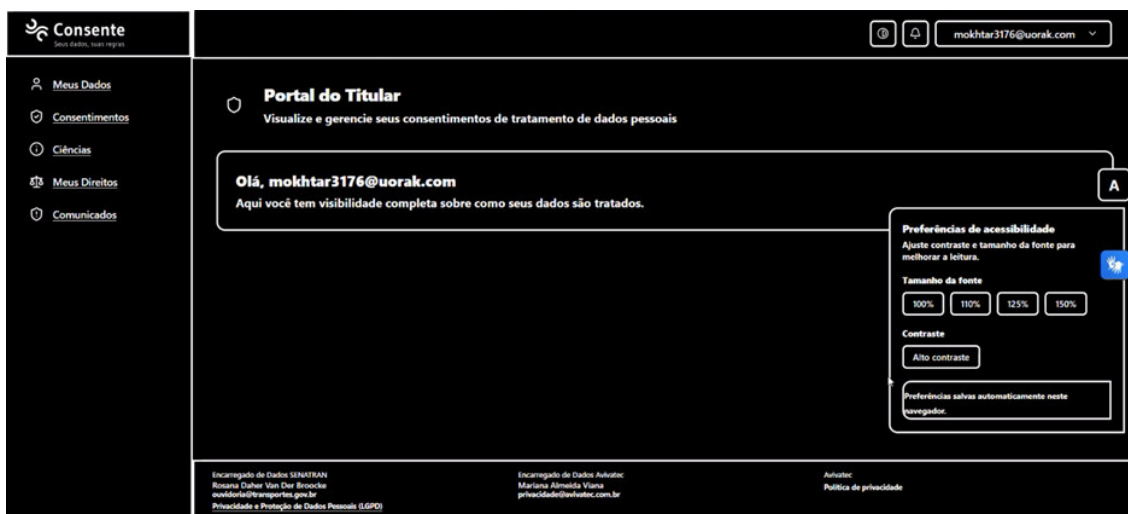 Consente
Seus dados, suas regras
mokhtar3176@uorak.com
Meus Dados
Consentimentos
Ciências
Meus Direitos
Comunicados
Portal do Titular
Visualize e gerencie seus consentimentos de tratamento de dados pessoais
Olá, mokhtar3176@uorak.com
Aqui você tem visibilidade completa sobre como seus dados são tratados.
A
Preferências de acessibilidade
Ajuste contraste e tamanho da fonte para
melhorar a leitura.
Tamanho da fonte
100%
110%
125%
150%
Contraste
Alto contraste
Preferências salvas automaticamente neste
navegador.
Encarregado de Dados SENATRAN
Rosana Daher Van Der Broocke
ouvidoria@transportes.gov.br
Privacidade e Proteção de Dados Pessoais (LGPD)
Encarregado de Dados Avivatec
Mariana Almeida Viana
privacidade@avivatec.com.br
Avivatec
Política de privacidade